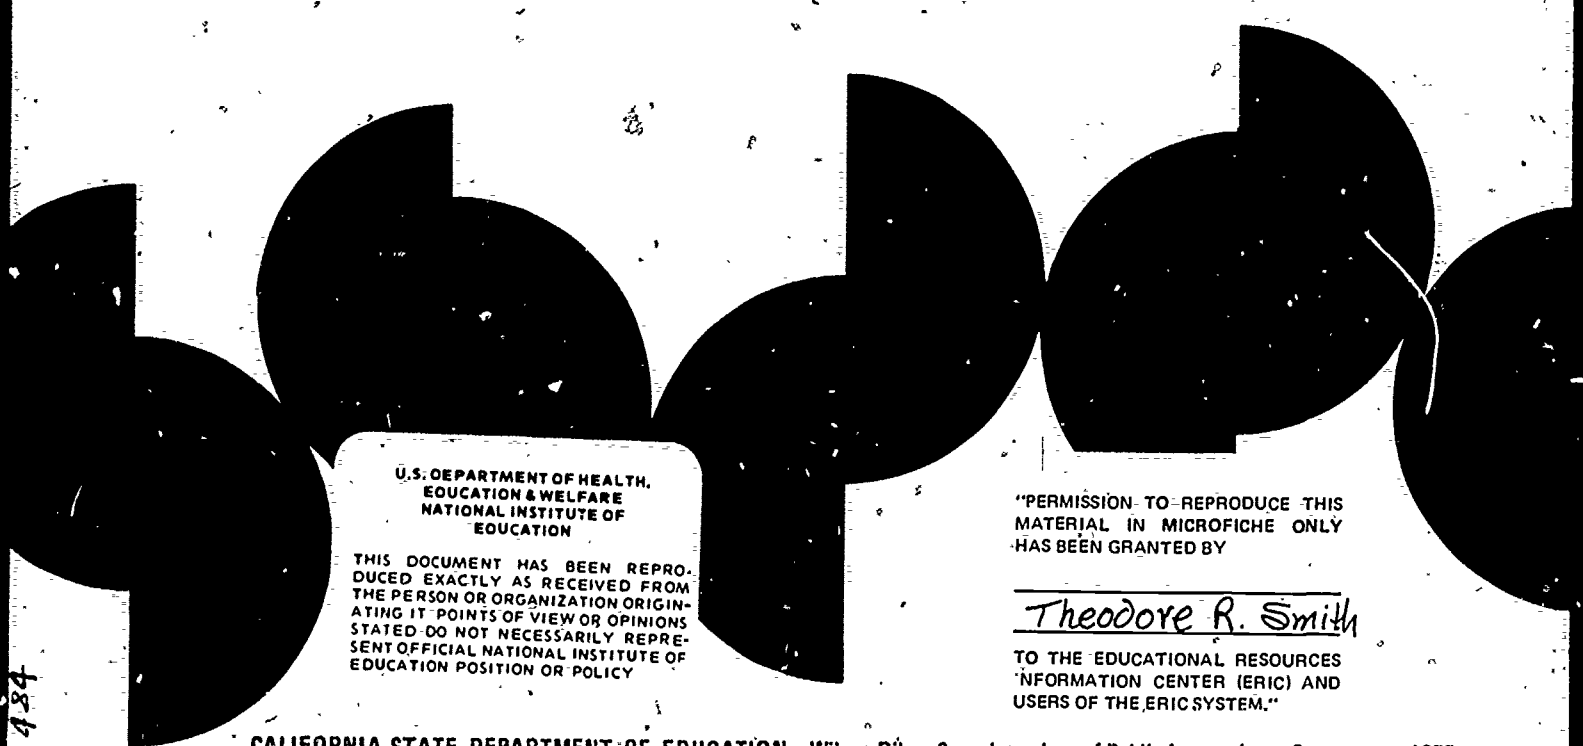 U.S. DEPARTMENT OF HEALTH,
EDUCATION & WELFARE
NATIONAL INSTITUTE OF
EDUCATION
THIS DOCUMENT HAS BEEN REPRO-
DUCED EXACTLY AS RECEIVED FROM
THE PERSON OR ORGANIZATION ORIGIN-
ATING IT POINTS OF VIEW OR OPINIONS
STATED DO NOT NECESSARILY REPRE-
SENT OFFICIAL NATIONAL INSTITUTE OF
EDUCATION POSITION OR POLICY
"PERMISSION TO REPRODUCE THIS
MATERIAL IN MICROFICHE ONLY
HAS BEEN GRANTED BY
Theodore R. Smith
TO THE EDUCATIONAL RESOURCES
NFORMATION CENTER (ERIC) AND
USERS OF THE ERIC SYSTEM."
484
CALIFORNIA STATE DEPARTMENT OF EDUCATION